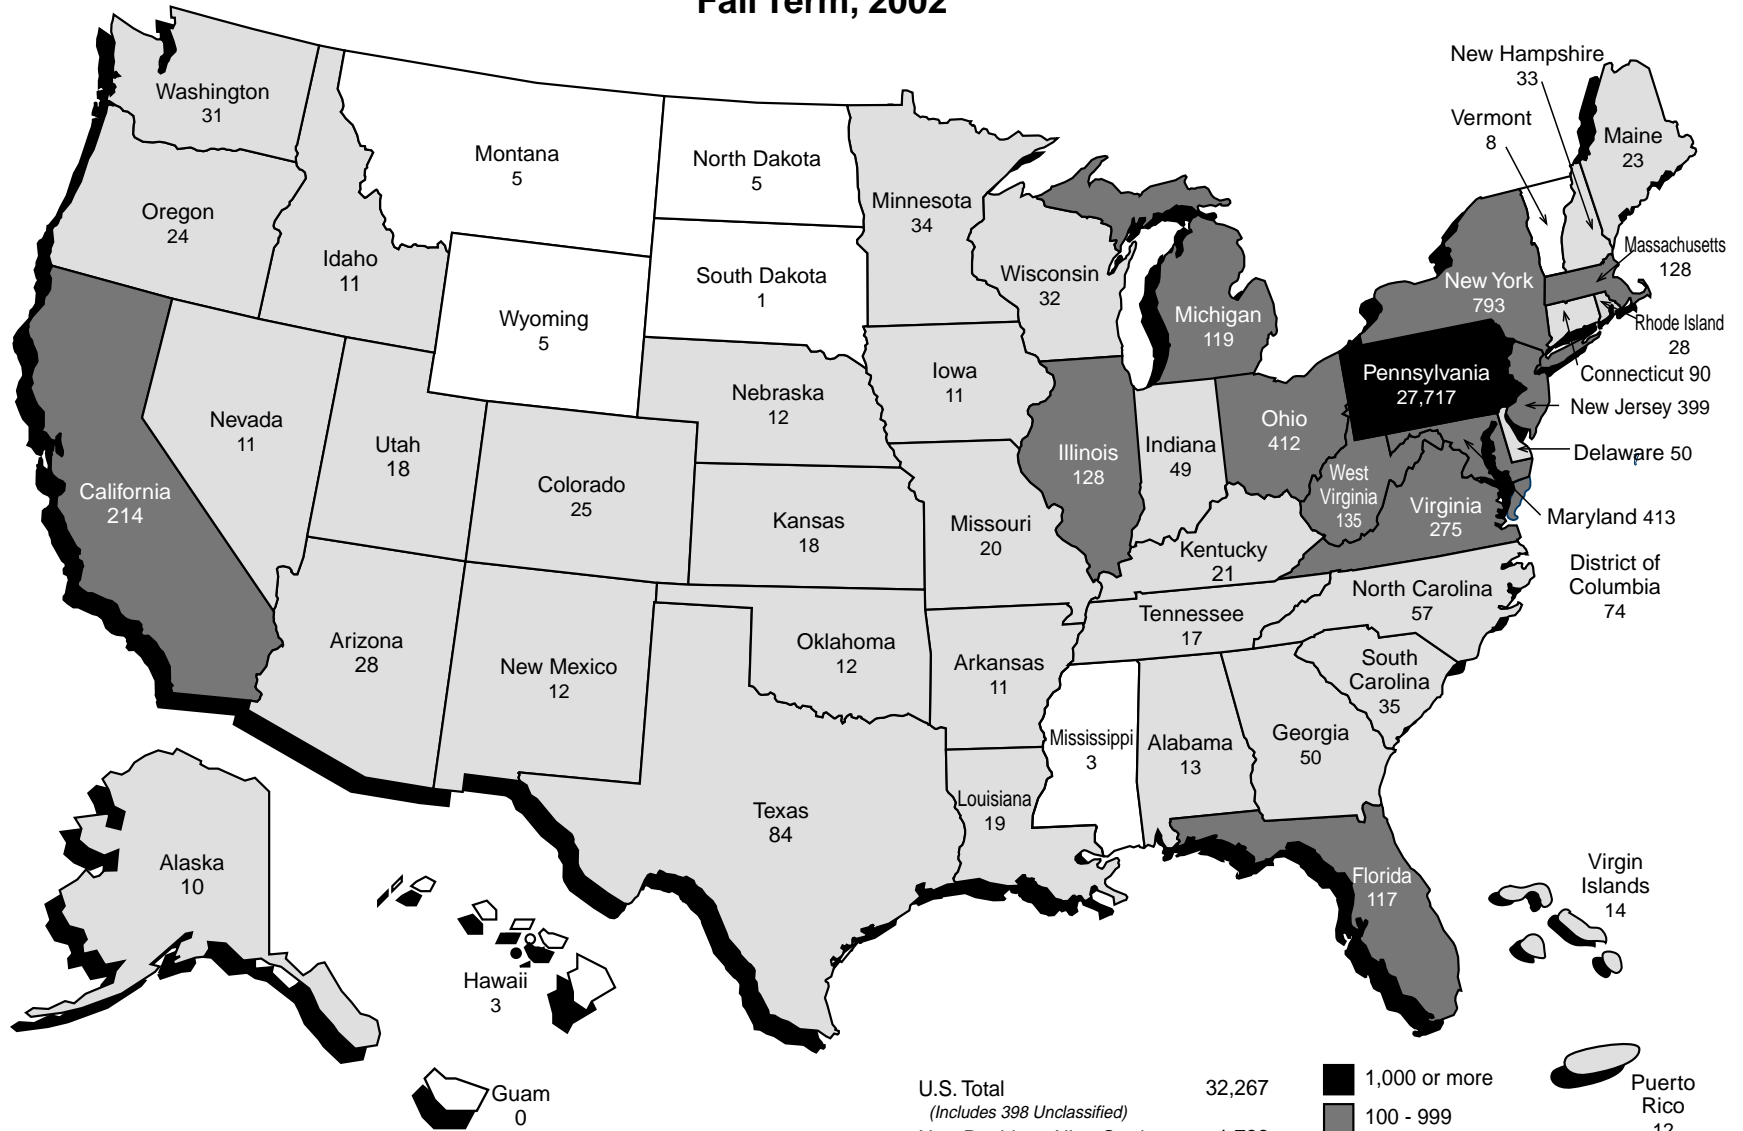 Fall Term, 2002
Washington
31
Oregon
24
California
214
Nevada
11
Idaho
11
Montana
5
Wyoming
5
Utah
18
Colorado
25
Arizona
28
New Mexico
12
North Dakota
5
South Dakota
1
Nebraska
12
Kansas
18
Oklahoma
12
Texas
84
Minnesota
34
Iowa
11
Missouri
20
Arkansas
11
Louisiana
19
Wisconsin
32
Illinois
128
Michigan
119
Indiana
49
Ohio
412
Kentucky
21
Tennessee
17
Mississippi
3
Alabama
13
Georgia
50
Florida
117
South
Carolina
35
North Carolina
57
Virginia
275
West
Virginia
135
Pennsylvania
27,717
New York
793
Vermont
8
New Hampshire
33
Maine
23
Massachusetts
128
Rhode Island
28
Connecticut 90
New Jersey 399
Delaware 50
Maryland 413
District of
Columbia
74
Alaska
10
Hawaii
3
Guam
0
Virgin
Islands
14
Puerto
Rico
12
U.S. Total 32,267
(Includes 398 Unclassified)
1,000 or more
100 - 999